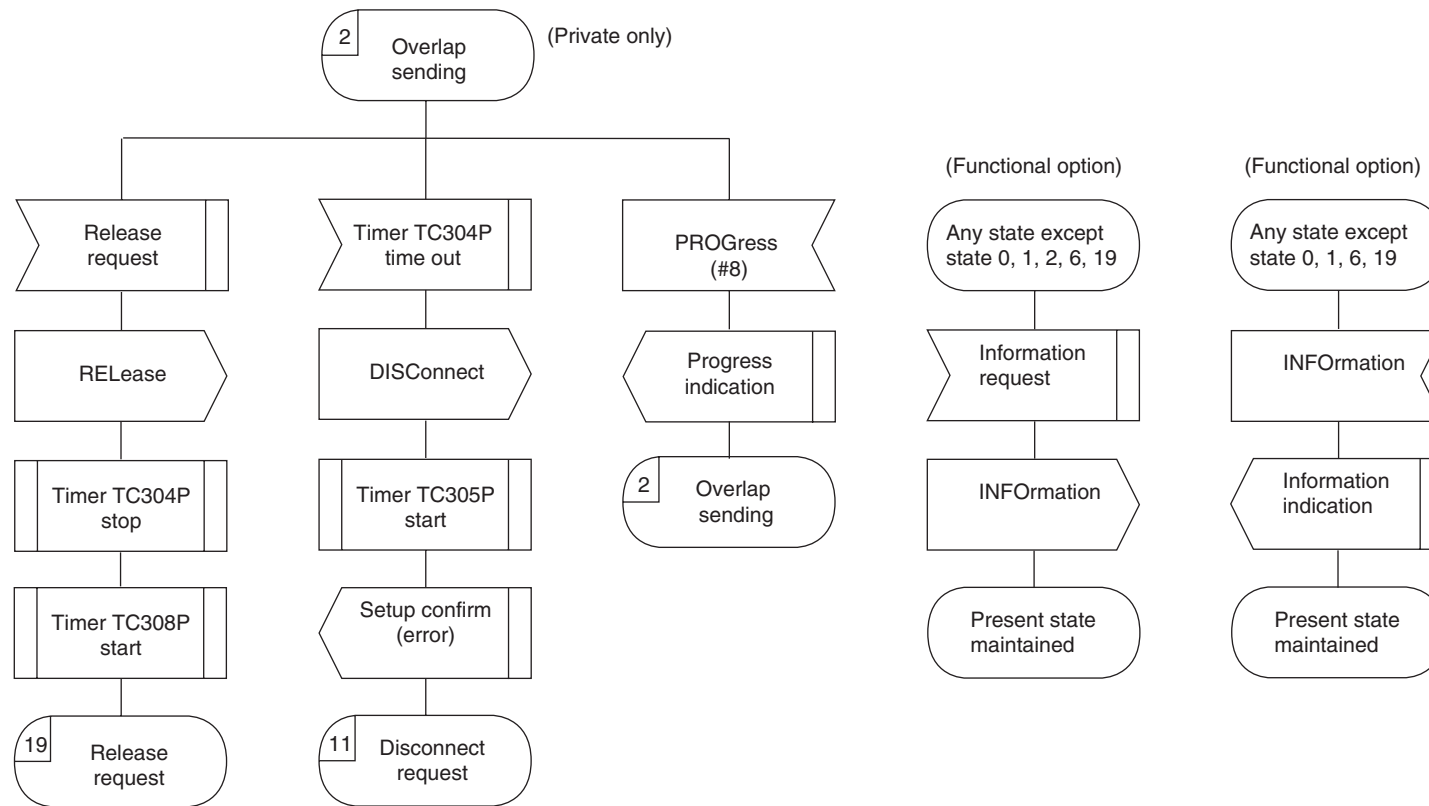 2
Overlap
sending
(Private only)
Release
request
RELease
Timer TC304P
stop
Timer TC308P
start
19
Release
request
Timer TC304P
time out
DISConnect
Timer TC305P
start
Setup confirm
(error)
11
Disconnect
request
PROGress
(#8)
Progress
indication
2
Overlap
sending
(Functional option)
Any state except
state 0, 1, 2, 6, 19
Information
request
INFOrmation
Present state
maintained
(Functional option)
Any state except
state 0, 1, 6, 19
INFOrmation
Information
indication
Present state
maintained